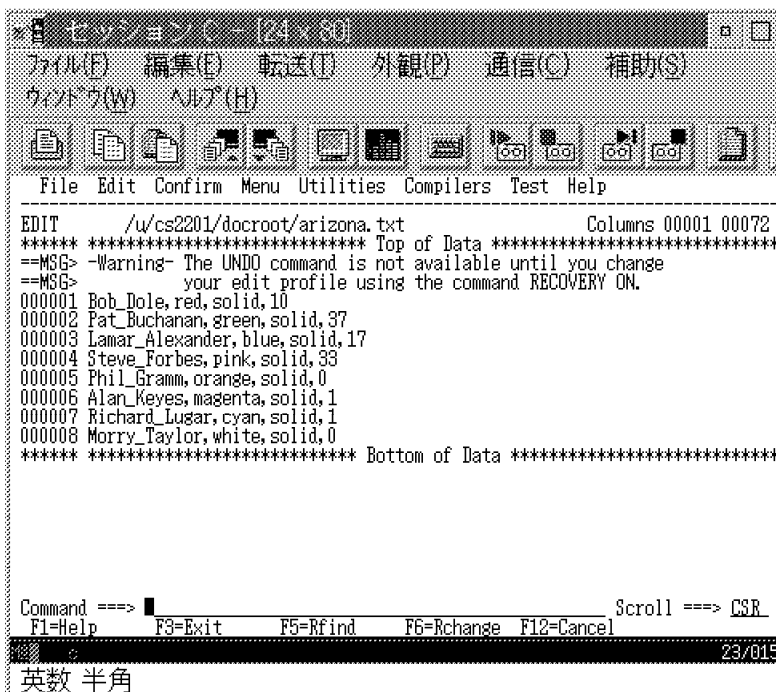 セッション C - [24 x 80]
ファイル(F) 編集(E) 転送(T) 外観(P) 通信(C) 補助(S)
ウィンドウ(W) ヘルプ(H)
File Edit Confirm Menu Utilities Compilers Test Help
EDIT /u/cs2201/docroot/arizona.txt Columns 00001 00072
****** **************************** Top of Data *****************************
==MSG> -Warning- The UNDO command is not available until you change
==MSG> your edit profile using the command RECOVERY ON.
000001 Bob_Dole,red,solid,10
000002 Pat_Buchanan,green,solid,37
000003 Lamar_Alexander,blue,solid,17
000004 Steve_Forbes,pink,solid,33
000005 Phil_Gramm,orange,solid,0
000006 Alan_Keyes,magenta,solid,1
000007 Richard_Lugar,cyan,solid,1
000008 Morry_Taylor,white,solid,0
****** *************************** Bottom of Data ***************************
Command ===> Scroll ===> CSR
F1=Help F3=Exit F5=Rfind F6=Rchange F12=Cancel
c 23/015
英数 半角